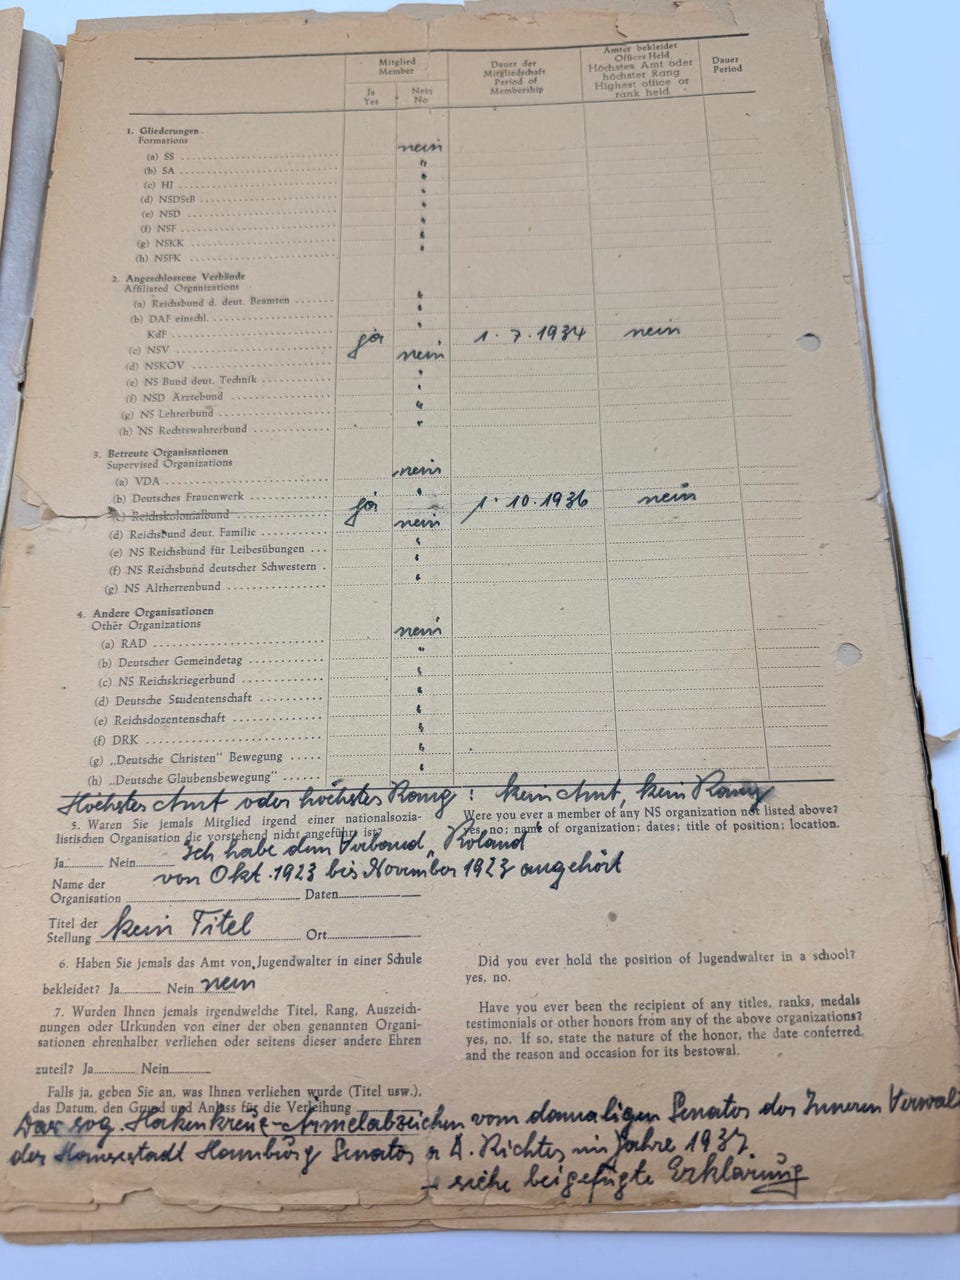 Mitglied Member
Ja Yes
Nein No
Dauer der Mitgliedschaft Period of Membership
Ämter bekleidet Offices Held Höchstes Amt oder höchster Rang Highest office or rank held
Dauer Period
1. Gliederungen
Formations
nein
(a) SS
(b) SA "
(c) HJ "
(d) NSDStB "
(e) NSD "
(f) NSF "
(g) NSKK "
(h) NSFK "
2. Angeschlossene Verbände
Affiliated Organizations
(a) Reichsbund d. deut. Beamten "
(b) DAF einschl. "
KdF "
(c) NSV ja 1.7.1934 nein
(d) NSKOV nein
(e) NS Bund deut. Technik "
(f) NSD Ärztebund "
(g) NS Lehrerbund "
(h) NS Rechtswahrerbund "
3. Betreute Organisationen
Supervised Organizations
(a) VDA nein
(b) Deutsches Frauenwerk "
(c) Reichskolonialbund ja 1.10.1936 nein
(d) Reichsbund deut. Familie nein
(e) NS Reichsbund für Leibesübungen "
(f) NS Reichsbund deutscher Schwestern "
(g) NS Altherrenbund "
4. Andere Organisationen
Other Organizations
(a) RAD nein
(b) Deutscher Gemeindetag "
(c) NS Reichskriegerbund "
(d) Deutsche Studentenschaft "
(e) Reichsdozentenschaft "
(f) DRK "
(g) „Deutsche Christen" Bewegung "
(h) „Deutsche Glaubensbewegung" "
Höchstes Amt oder höchster Rang: kein Amt, kein Rang
5. Waren Sie jemals Mitglied irgend einer nationalsozia-
listischen Organisation die vorstehend nicht angeführt ist?
Were you ever a member of any NS organization not listed above?
yes, no; name of organization; dates; title of position; location.
Ich habe dem Verband „Roland
Ja Nein
von Okt. 1923 bis November 1923 angehört
Name der
Organisation Daten
Titel der
Stellung kein Titel Ort
6. Haben Sie jemals das Amt von Jugendwalter in einer Schule
bekleidet? Ja Nein nein
Did you ever hold the position of Jugendwalter in a school?
yes, no.
7. Wurden Ihnen jemals irgendwelche Titel, Rang, Auszeich-
nungen oder Urkunden von einer der oben genannten Organi-
sationen ehrenhalber verliehen oder seitens dieser andere Ehren
zuteil? Ja Nein
Have you ever been the recipient of any titles, ranks, medals
testimonials or other honors from any of the above organizations?
yes, no. If so, state the nature of the honor, the date conferred
and the reason and occasion for its bestowal.
Falls ja, geben Sie an, was Ihnen verliehen wurde (Titel usw.),
das Datum, den Grund und Anlass für die Verleihung
Das sog. Hakenkreuz-Ärmelabzeichen vom damaligen Senator der Inneren Verwal
der Hansestadt Hamburg Senator A. Richter im Jahre 1937
- siehe beigefügte Erklärung